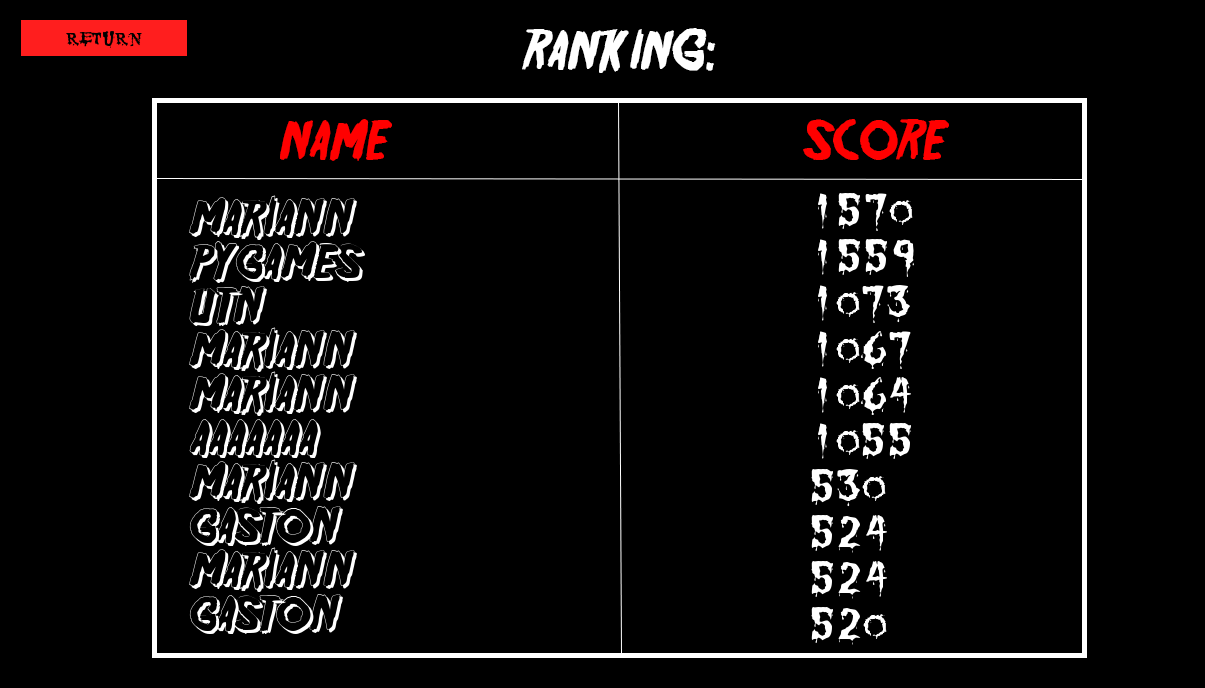 RETURN
RANKING:
NAME SCORE
MARIANN 1570
PYGAMES 1559
UTN 1073
MARIANN 1067
MARIANN 1064
AAAAAAA 1055
MARIANN 530
GASTON 524
MARIANN 524
GASTON 520